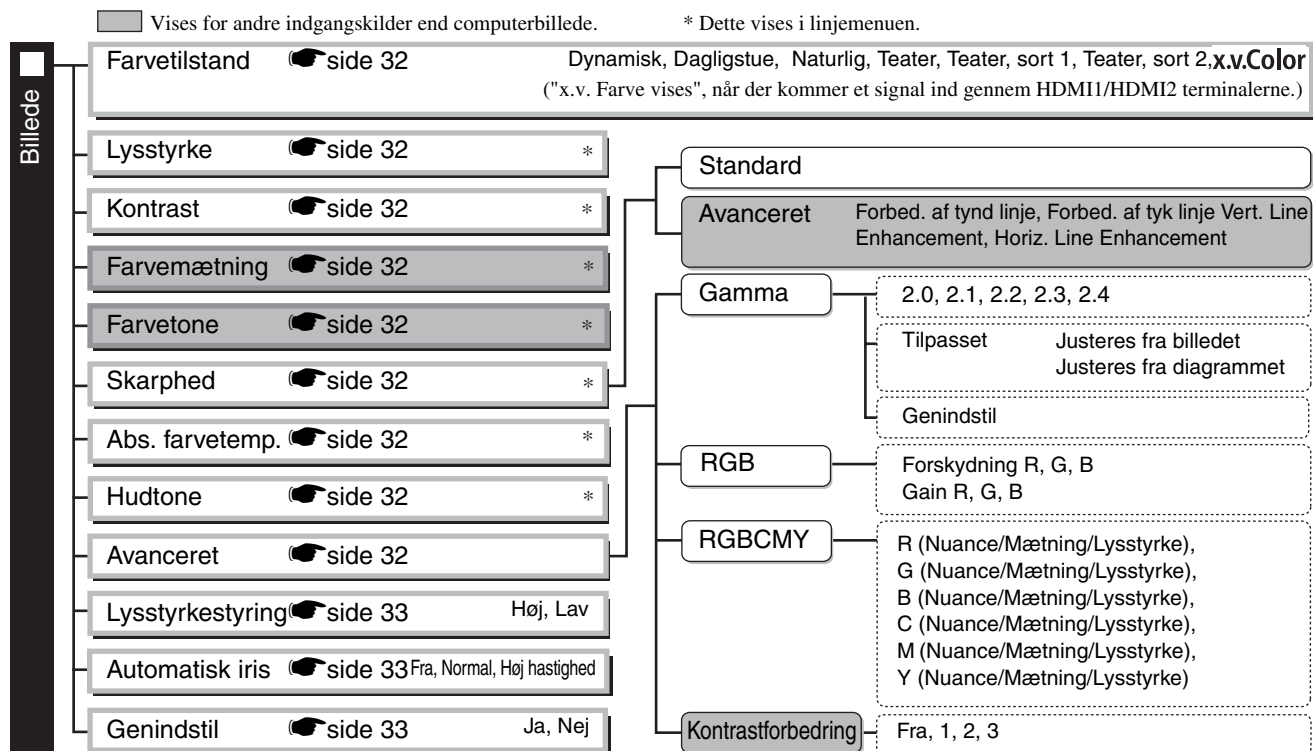 Vises for andre indgangskilder end computerbillede.
* Dette vises i linjemenuen.
Billede
Farvetilstand side 32
Dynamisk, Dagligstue, Naturlig, Teater, Teater, sort 1, Teater, sort 2, x.v.Color
("x.v. Farve vises", når der kommer et signal ind gennem HDMI1/HDMI2 terminalerne.)
Lysstyrke side 32 *
Kontrast side 32 *
Farvemætning side 32 *
Farvetone side 32 *
Skarphed side 32 *
Abs. farvetemp. side 32 *
Hudtone side 32 *
Avanceret side 32
Lysstyrkestyring side 33 Høj, Lav
Automatisk iris side 33 Fra, Normal, Høj hastighed
Genindstil side 33 Ja, Nej
Standard
Avanceret Forbed. af tynd linje, Forbed. af tyk linje Vert. Line
Enhancement, Horiz. Line Enhancement
Gamma
2.0, 2.1, 2.2, 2.3, 2.4
Tilpasset Justeres fra billedet
Justeres fra diagrammet
Genindstil
RGB
Forskydning R, G, B
Gain R, G, B
RGBCMY
R (Nuance/Mætning/Lysstyrke),
G (Nuance/Mætning/Lysstyrke),
B (Nuance/Mætning/Lysstyrke),
C (Nuance/Mætning/Lysstyrke),
M (Nuance/Mætning/Lysstyrke),
Y (Nuance/Mætning/Lysstyrke)
Kontrastforbedring
Fra, 1, 2, 3